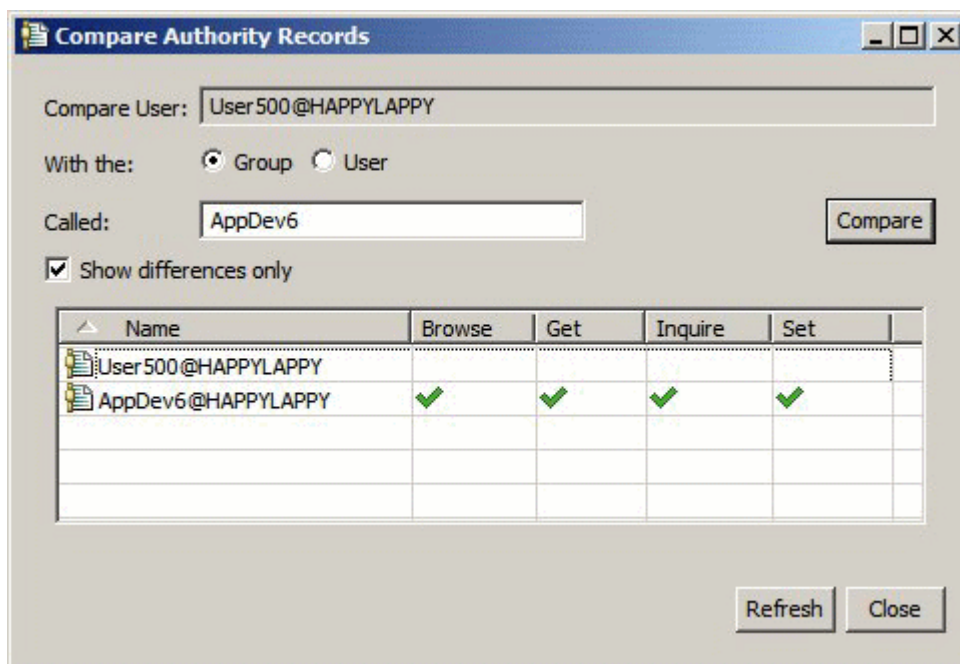 Compare Authority Records
Compare User: User500@HAPPYLAPPY
With the: Group User
Called: AppDev6 Compare
Show differences only
Name Browse Get Inquire Set
User500@HAPPYLAPPY
AppDev6@HAPPYLAPPY
Refresh Close